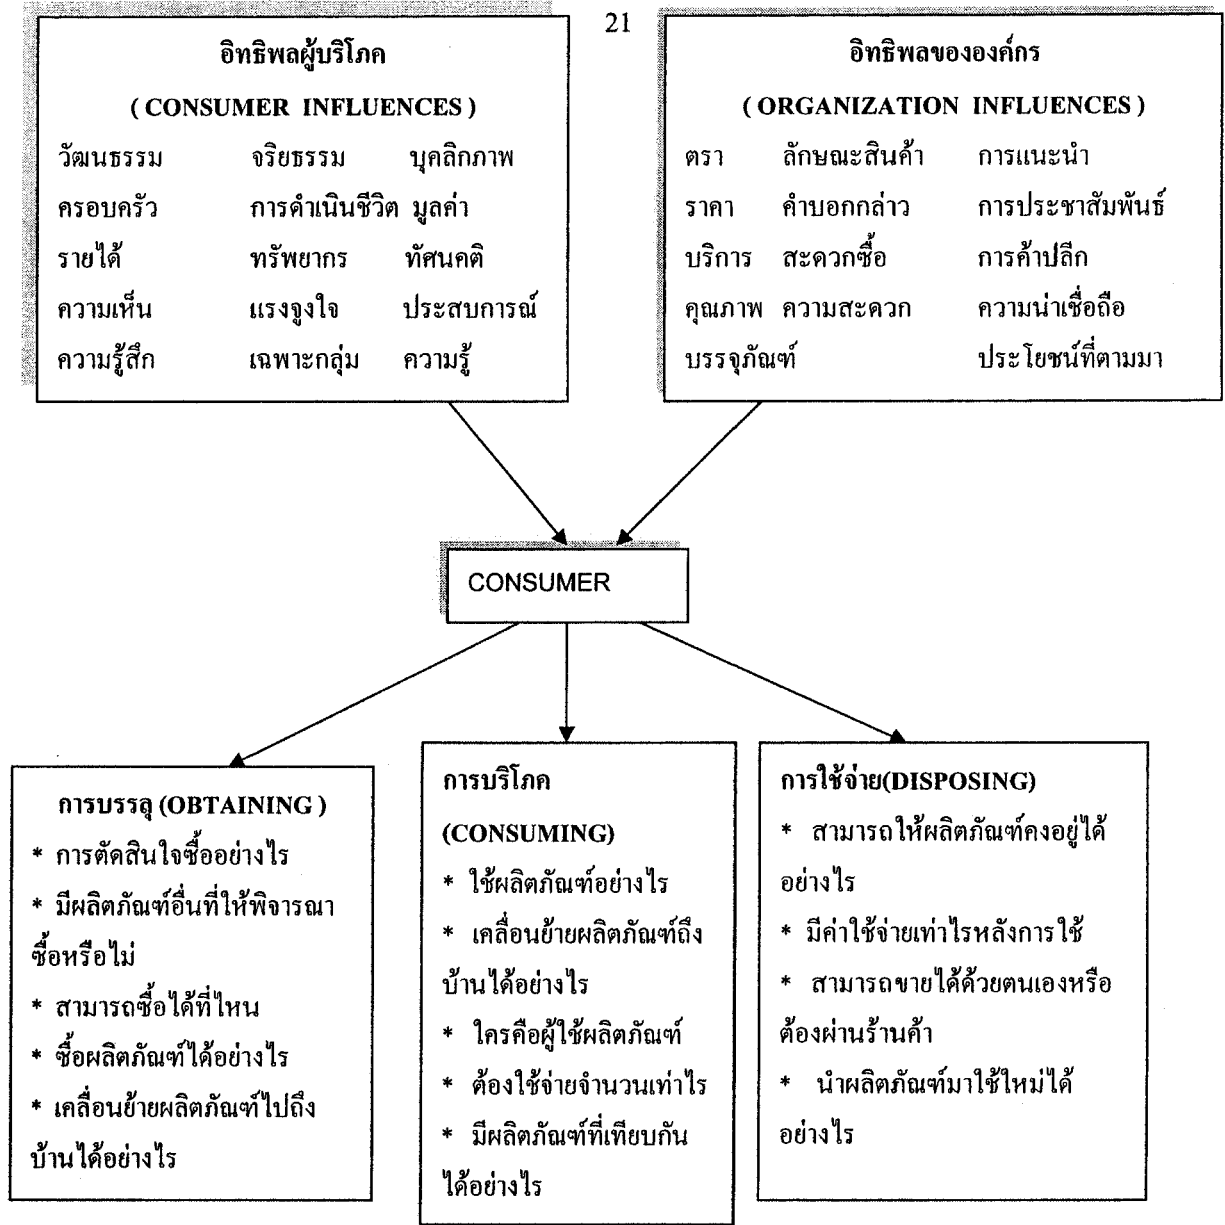 21
อิทธิพลผู้บริโภค
( CONSUMER INFLUENCES )
วัฒนธรรม จริยธรรม บุคลิกภาพ
ครอบครัว การดำเนินชีวิต มูลค่า
รายได้ ทรัพยากร ทัศนคติ
ความเห็น แรงจูงใจ ประสบการณ์
ความรู้สึก เฉพาะกลุ่ม ความรู้
อิทธิพลขององค์กร
( ORGANIZATION INFLUENCES )
ตรา ลักษณะสินค้า การแนะนำ
ราคา คำบอกกล่าว การประชาสัมพันธ์
บริการ สะดวกซื้อ การค้าปลีก
คุณภาพ ความสะดวก ความน่าเชื่อถือ
บรรจุภัณฑ์ ประโยชน์ที่ตามมา
CONSUMER
การบรรลุ (OBTAINING )
* การตัดสินใจซื้ออย่างไร
* มีผลิตภัณฑ์อื่นที่ให้พิจารณา
ซื้อหรือไม่
* สามารถซื้อได้ที่ไหน
* ซื้อผลิตภัณฑ์ได้อย่างไร
* เคลื่อนย้ายผลิตภัณฑ์ไปถึง
บ้านได้อย่างไร
การบริโภค
(CONSUMING)
* ใช้ผลิตภัณฑ์อย่างไร
* เคลื่อนย้ายผลิตภัณฑ์ถึง
บ้านได้อย่างไร
* ใครคือผู้ใช้ผลิตภัณฑ์
* ต้องใช้จ่ายจำนวนเท่าไร
* มีผลิตภัณฑ์ที่เทียบกัน
ได้อย่างไร
การใช้จ่าย(DISPOSING)
* สามารถให้ผลิตภัณฑ์คงอยู่ได้
อย่างไร
* มีค่าใช้จ่ายเท่าไรหลังการใช้
* สามารถขายได้ด้วยตนเองหรือ
ต้องผ่านร้านค้า
* นำผลิตภัณฑ์มาใช้ใหม่ได้
อย่างไร